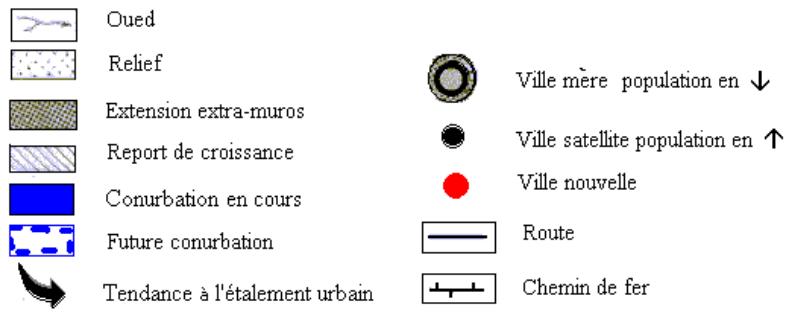 Oued
Relief
Extension extra-muros
Report de croissance
Conurbation en cours
Future conurbation
Tendance à l'étalement urbain
Ville mère population en ↓
Ville satellite population en ↑
Ville nouvelle
Route
Chemin de fer